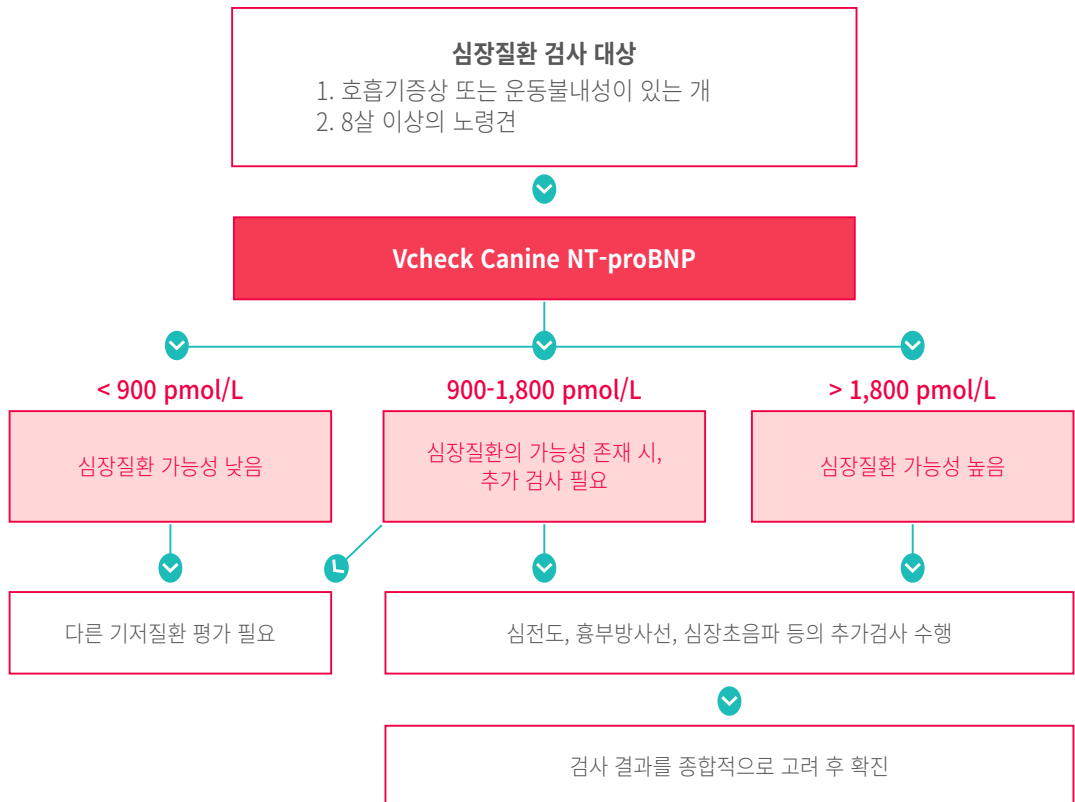 심장질환 검사 대상
1. 호흡기증상 또는 운동불내성이 있는 개
2. 8살 이상의 노령견
Vcheck Canine NT-proBNP
< 900 pmol/L
900-1,800 pmol/L
> 1,800 pmol/L
심장질환 가능성 낮음
심장질환의 가능성 존재 시,
추가 검사 필요
심장질환 가능성 높음
다른 기저질환 평가 필요
심전도, 흉부방사선, 심장초음파 등의 추가검사 수행
검사 결과를 종합적으로 고려 후 확진